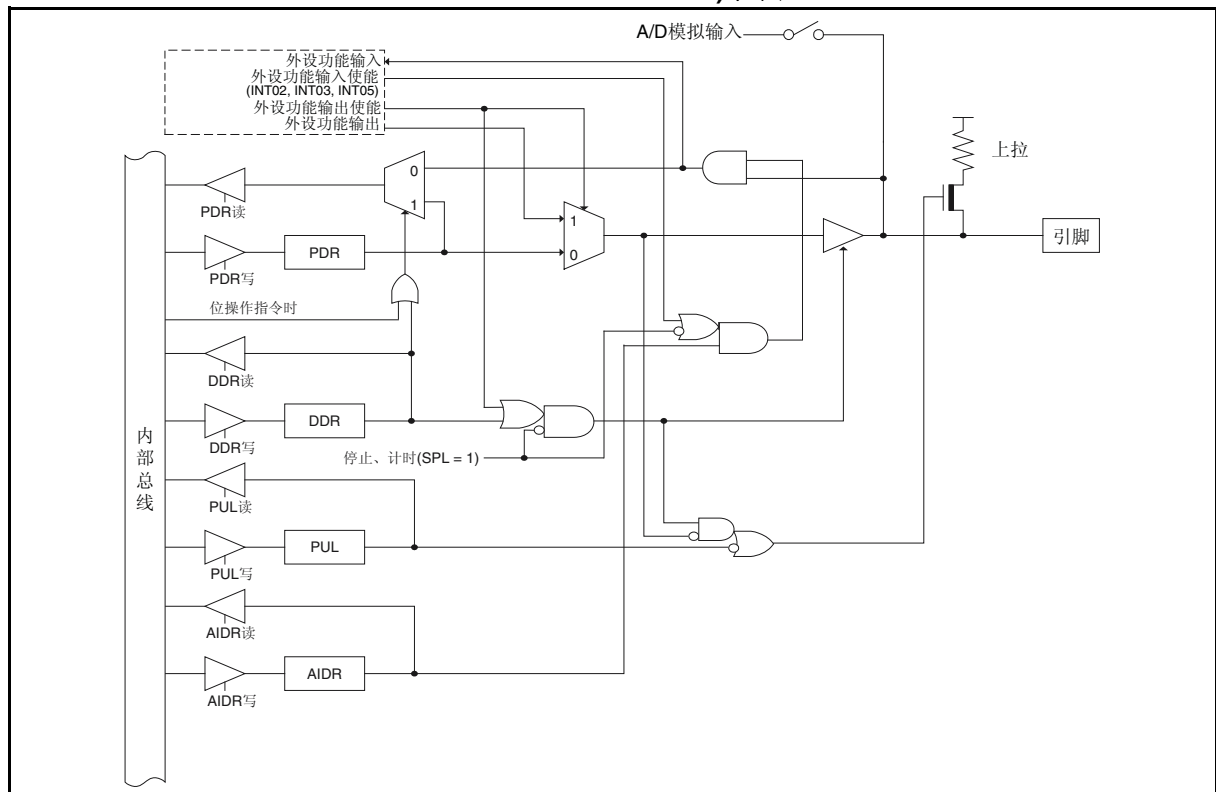 A/D模拟输入
外设功能输入
外设功能输入使能
(INT02, INT03, INT05)
外设功能输出使能
外设功能输出
上拉
0
1
PDR读
1
0
引脚
PDR
PDR写
位操作指令时
DDR读
DDR
DDR写
停止、计时(SPL = 1)
内部总线
PUL读
PUL
PUL写
AIDR读
AIDR
AIDR写